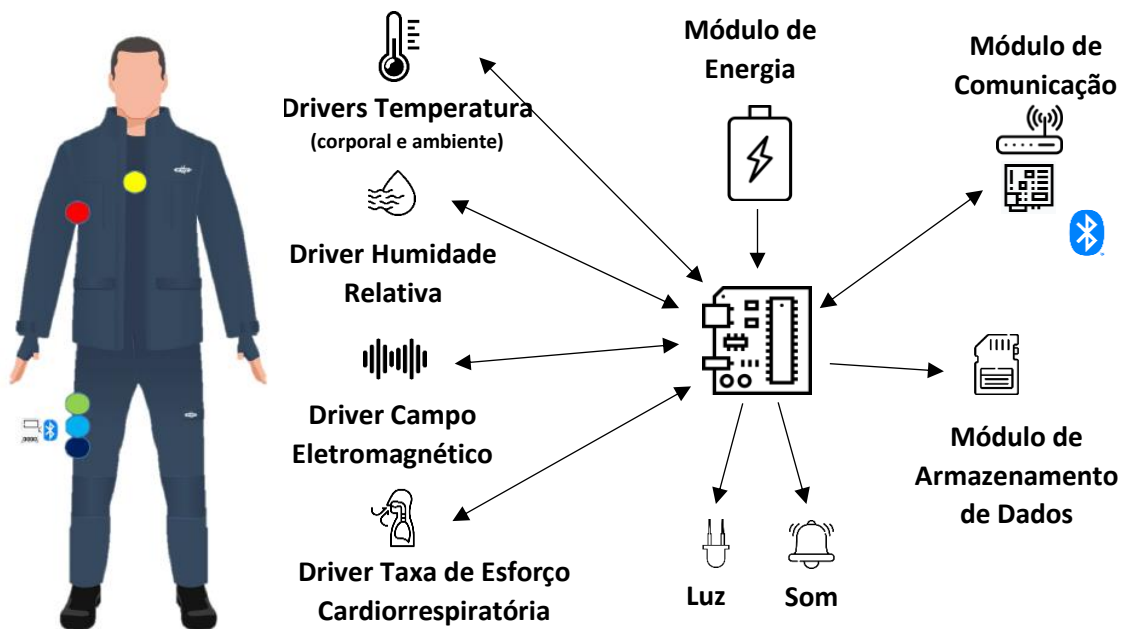 Drivers Temperatura
(corporal e ambiente)
Driver Humidade
Relativa
Driver Campo
Eletromagnético
Driver Taxa de Esforço
Cardiorrespiratória
Módulo de
Energia
Módulo de
Comunicação
Módulo de
Armazenamento
de Dados
Luz
Som